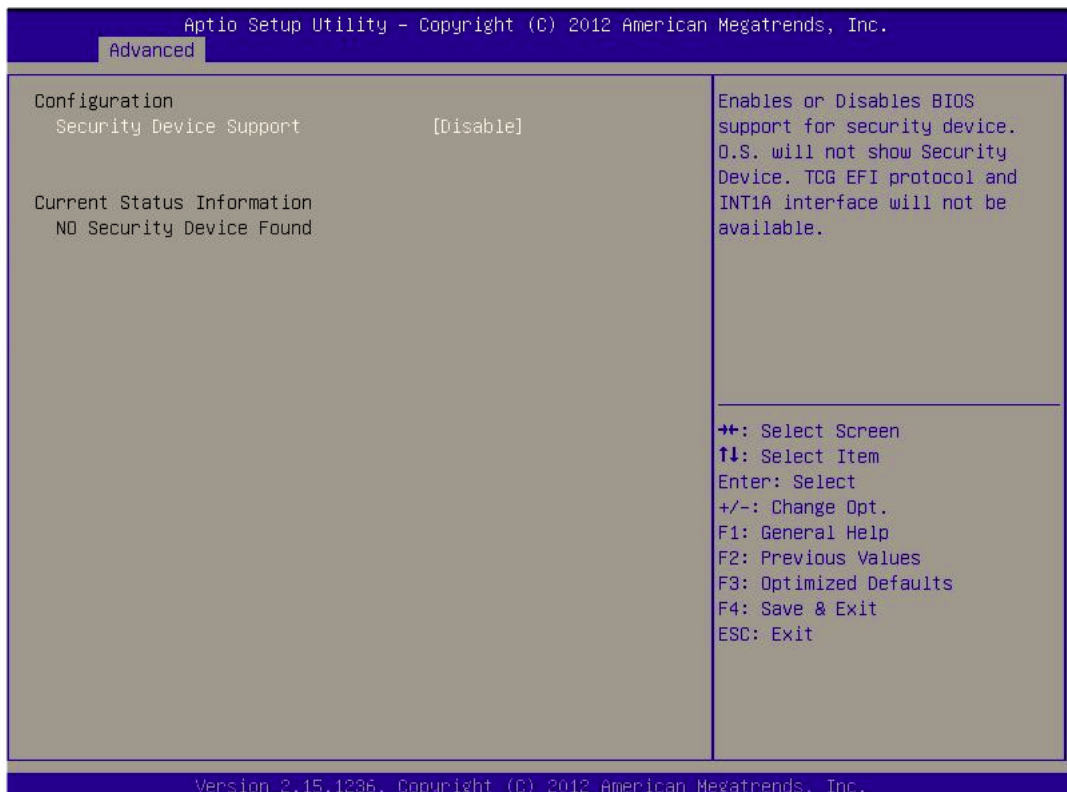 Aptio Setup Utility – Copyright (C) 2012 American Megatrends, Inc.
Advanced
Configuration
Security Device Support [Disable]
Current Status Information
NO Security Device Found
Enables or Disables BIOS
support for security device.
O.S. will not show Security
Device. TCG EFI protocol and
INT1A interface will not be
available.
→←: Select Screen
↑↓: Select Item
Enter: Select
+/-: Change Opt.
F1: General Help
F2: Previous Values
F3: Optimized Defaults
F4: Save & Exit
ESC: Exit
Version 2.15.1236. Copyright (C) 2012 American Megatrends, Inc.